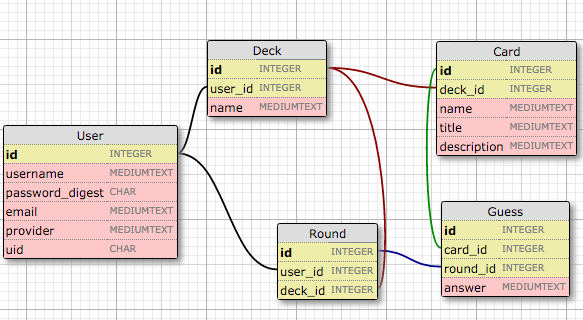 Deck
id INTEGER
user_id INTEGER
name MEDIUMTEXT
Card
id INTEGER
deck_id INTEGER
name MEDIUMTEXT
title MEDIUMTEXT
description MEDIUMTEXT
User
id INTEGER
username MEDIUMTEXT
password_digest CHAR
email MEDIUMTEXT
provider MEDIUMTEXT
uid CHAR
Round
id INTEGER
user_id INTEGER
deck_id INTEGER
Guess
id INTEGER
card_id INTEGER
round_id INTEGER
answer MEDIUMTEXT